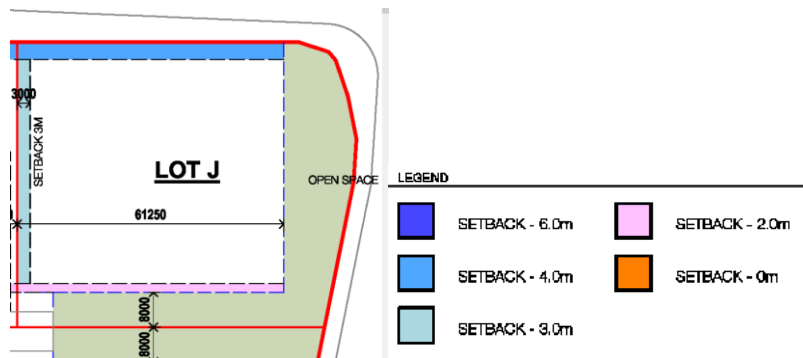 3000
SETBACK 3M
LOT J
OPEN SPACE
61250
8000
8000
LEGEND
SETBACK - 6.0m
SETBACK - 2.0m
SETBACK - 4.0m
SETBACK - 0m
SETBACK - 3.0m